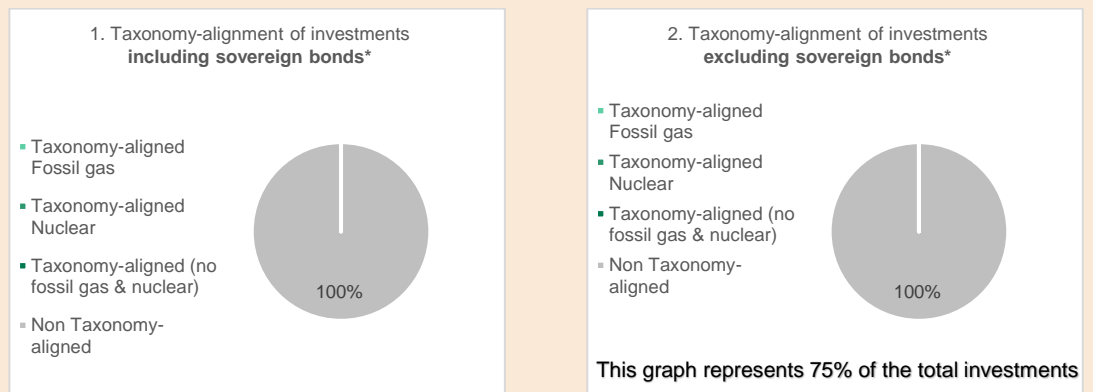 1. Taxonomy-alignment of investments
including sovereign bonds*
Taxonomy-aligned
Fossil gas
Taxonomy-aligned
Nuclear
Taxonomy-aligned (no
fossil gas & nuclear)
Non Taxonomy-
aligned
100%
2. Taxonomy-alignment of investments
excluding sovereign bonds*
Taxonomy-aligned
Fossil gas
Taxonomy-aligned
Nuclear
Taxonomy-aligned (no
fossil gas & nuclear)
Non Taxonomy-
aligned
100%
This graph represents 75% of the total investments